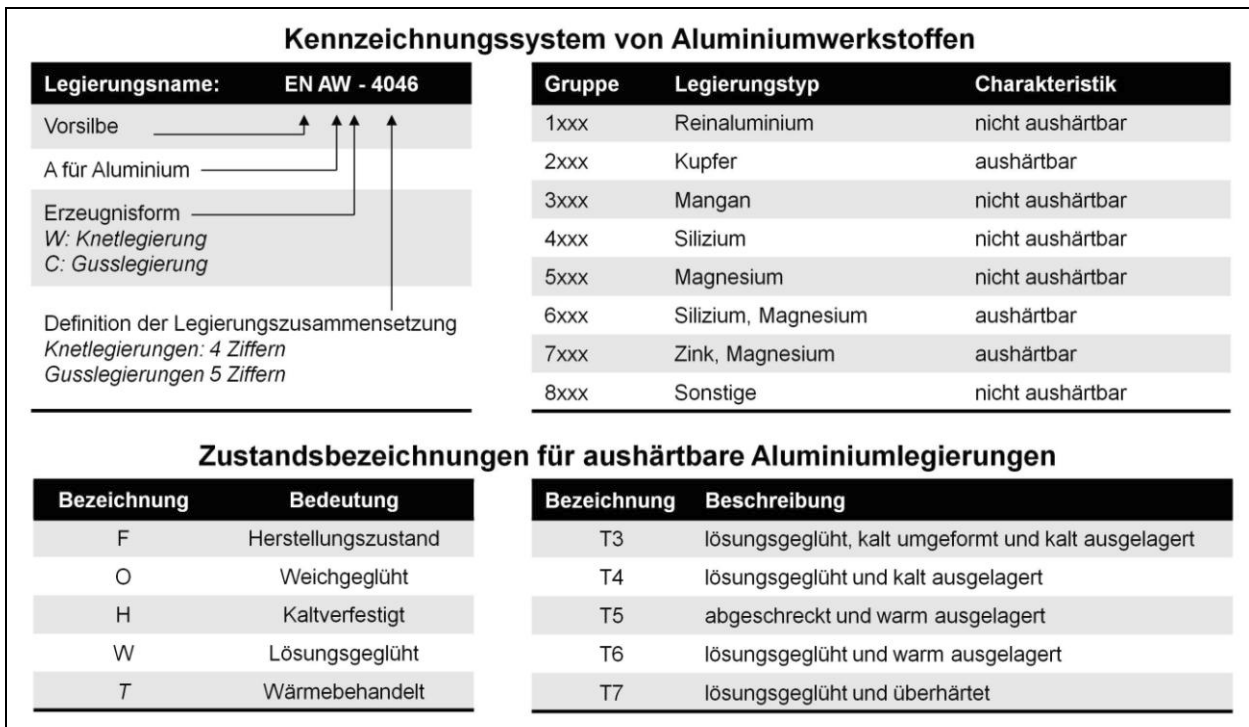 Kennzeichnungssystem von Aluminiumwerkstoffen
Legierungsname: EN AW - 4046
Vorsilbe
A für Aluminium
Erzeugnisform
W: Knetlegierung
C: Gusslegierung
Definition der Legierungszusammensetzung
Knetlegierungen: 4 Ziffern
Gusslegierungen 5 Ziffern
Gruppe Legierungstyp Charakteristik
1xxx Reinaluminium nicht aushärtbar
2xxx Kupfer aushärtbar
3xxx Mangan nicht aushärtbar
4xxx Silizium nicht aushärtbar
5xxx Magnesium nicht aushärtbar
6xxx Silizium, Magnesium aushärtbar
7xxx Zink, Magnesium aushärtbar
8xxx Sonstige nicht aushärtbar
Zustandsbezeichnungen für aushärtbare Aluminiumlegierungen
Bezeichnung Bedeutung
F Herstellungszustand
O Weichgeglüht
H Kaltverfestigt
W Lösungsgeglüht
T Wärmebehandelt
Bezeichnung Beschreibung
T3 lösungsgeglüht, kalt umgeformt und kalt ausgelagert
T4 lösungsgeglüht und kalt ausgelagert
T5 abgeschreckt und warm ausgelagert
T6 lösungsgeglüht und warm ausgelagert
T7 lösungsgeglüht und überhärtet